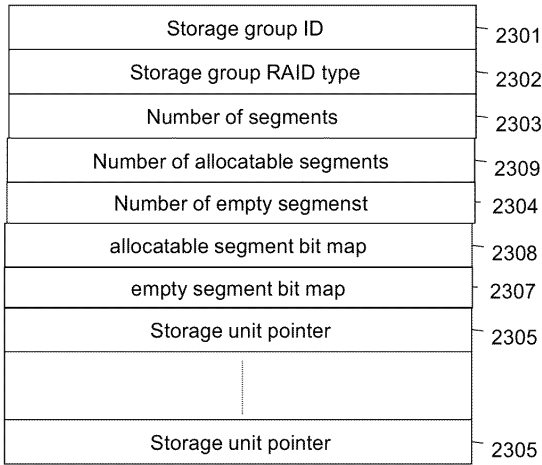 Storage group ID 2301
Storage group RAID type 2302
Number of segments 2303
Number of allocatable segments 2309
Number of empty segmenst 2304
allocatable segment bit map 2308
empty segment bit map 2307
Storage unit pointer 2305
Storage unit pointer 2305